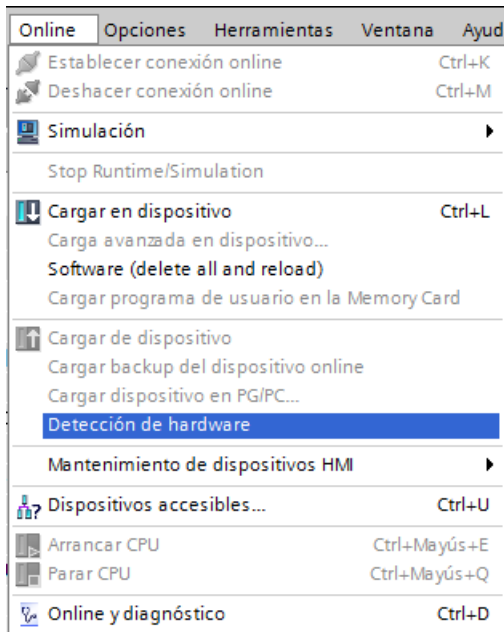 Online Opciones Herramientas Ventana Ayud
Establecer conexión online Ctrl+K
Deshacer conexión online Ctrl+M
Simulación
Stop Runtime/Simulation
Cargar en dispositivo Ctrl+L
Carga avanzada en dispositivo...
Software (delete all and reload)
Cargar programa de usuario en la Memory Card
Cargar de dispositivo
Cargar backup del dispositivo online
Cargar dispositivo en PG/PC...
Detección de hardware
Mantenimiento de dispositivos HMI
Dispositivos accesibles... Ctrl+U
Arrancar CPU Ctrl+Mayús+E
Parar CPU Ctrl+Mayús+Q
Online y diagnóstico Ctrl+D